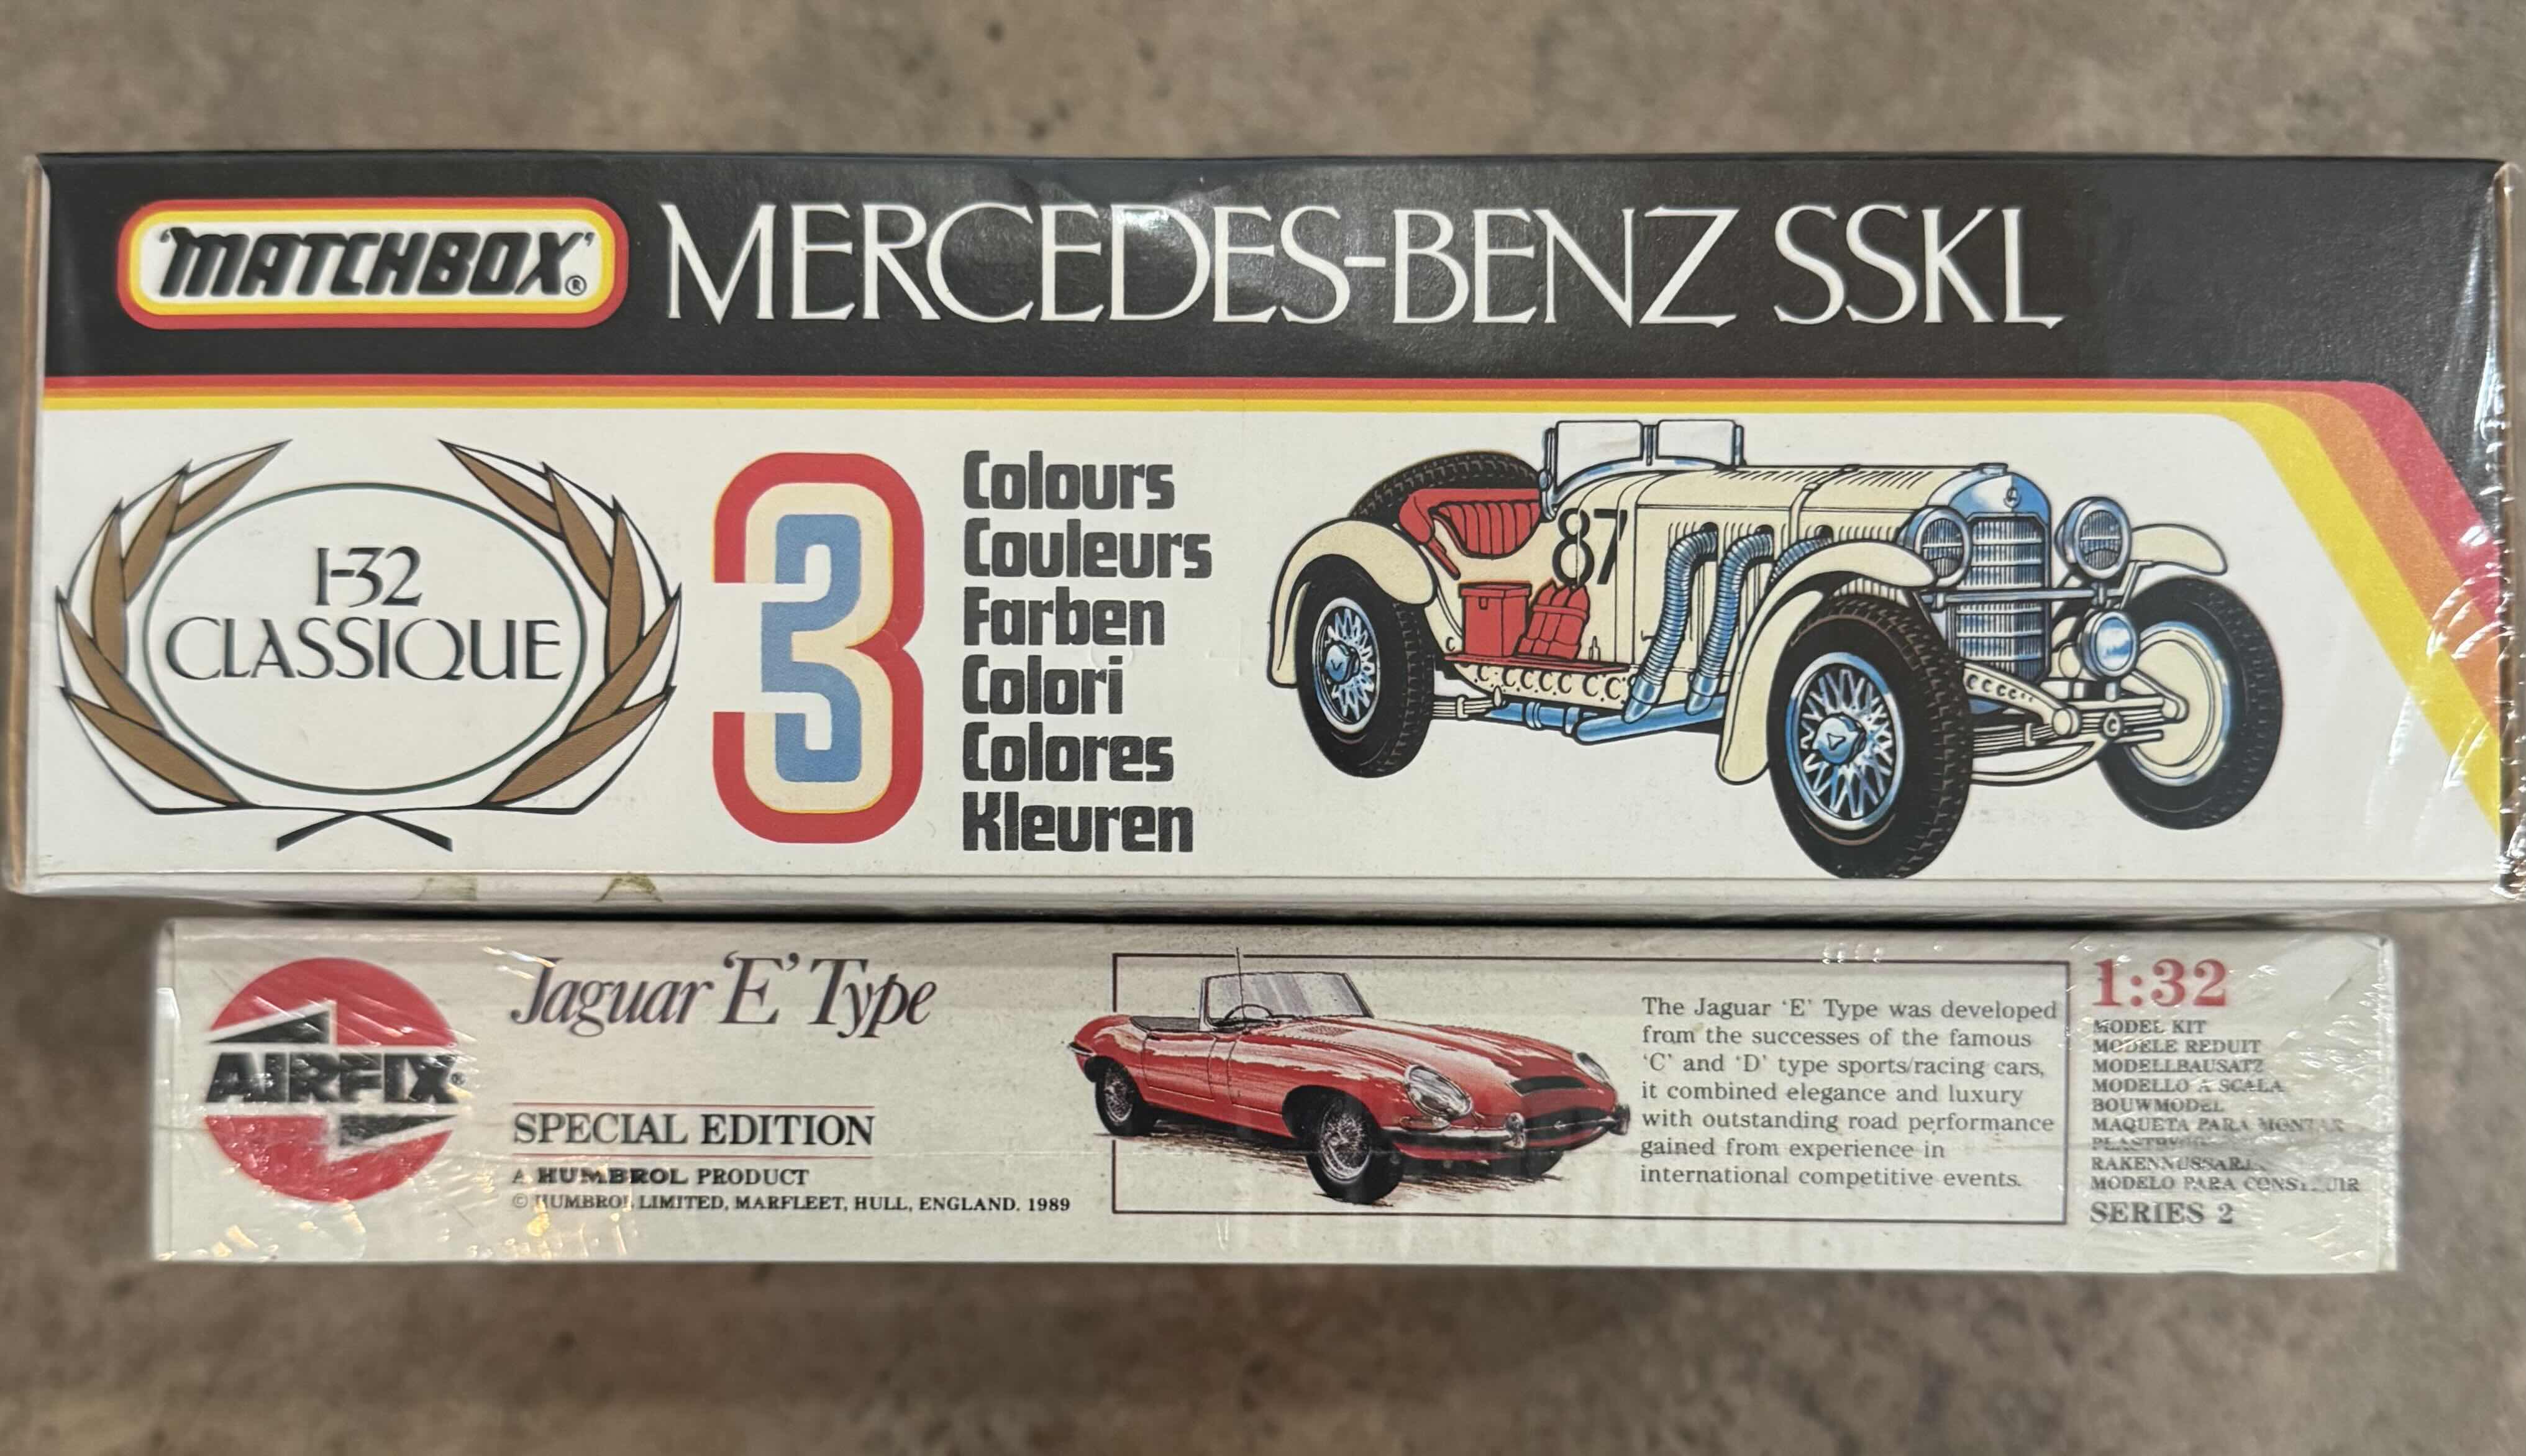 'MATCHBOX'® MERCEDES-BENZ SSKL
1-32
CLASSIQUE
3
Colours
Couleurs
Farben
Colori
Colores
Kleuren
87
AIRFIX®
Jaguar 'E' Type
SPECIAL EDITION
A HUMBROL PRODUCT
© HUMBROL LIMITED, MARFLEET, HULL, ENGLAND. 1989
The Jaguar 'E' Type was developed
from the successes of the famous
'C' and 'D' type sports/racing cars,
it combined elegance and luxury
with outstanding road performance
gained from experience in
international competitive events.
1:32
MODEL KIT
MODELE REDUIT
MODELLBAUSATZ
MODELLO A SCALA
BOUWMODEL
MAQUETA PARA MONTAR
MODELO PARA CONSTRUIR
SERIES 2